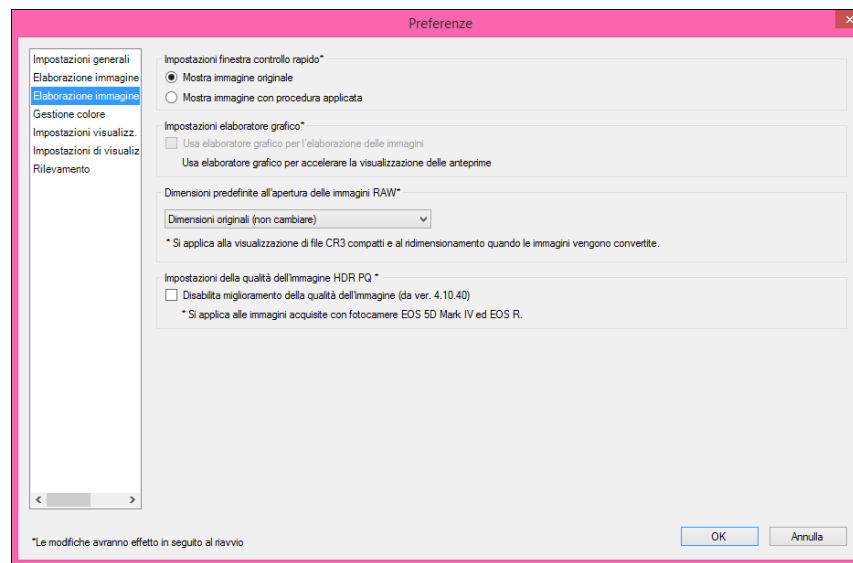 Preferenze
Impostazioni generali
Elaborazione immagine
Elaborazione immagine
Gestione colore
Impostazioni visualizz.
Impostazioni di visualiz
Rilevamento
Impostazioni finestra controllo rapido*
Mostra immagine originale
Mostra immagine con procedura applicata
Impostazioni elaboratore grafico*
Usa elaboratore grafico per l'elaborazione delle immagini
Usa elaboratore grafico per accelerare la visualizzazione delle anteprime
Dimensioni predefinite all'apertura delle immagini RAW*
Dimensioni originali (non cambiare)
* Si applica alla visualizzazione di file CR3 compatti e al ridimensionamento quando le immagini vengono convertite.
Impostazioni della qualità dell'immagine HDR PQ *
Disabilita miglioramento della qualità dell'immagine (da ver. 4.10.40)
* Si applica alle immagini acquisite con fotocamere EOS 5D Mark IV ed EOS R.
*Le modifiche avranno effetto in seguito al riavvio
OK
Annulla